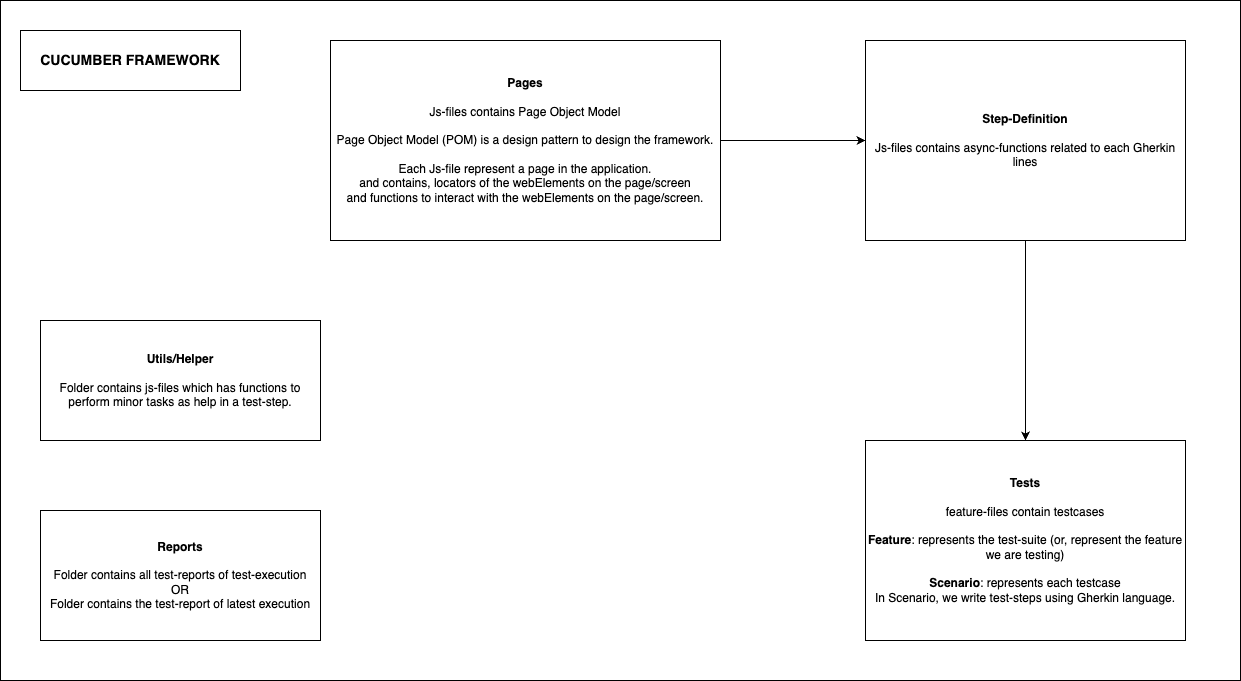 CUCUMBER FRAMEWORK
Pages
Js-files contains Page Object Model
Page Object Model (POM) is a design pattern to design the framework.
Each Js-file represent a page in the application.
and contains, locators of the webElements on the page/screen
and functions to interact with the webElements on the page/screen.
Step-Definition
Js-files contains async-functions related to each Gherkin
lines
Utils/Helper
Folder contains js-files which has functions to
perform minor tasks as help in a test-step.
Reports
Folder contains all test-reports of test-execution
OR
Folder contains the test-report of latest execution
Tests
feature-files contain testcases
Feature: represents the test-suite (or, represent the feature
we are testing)
Scenario: represents each testcase
In Scenario, we write test-steps using Gherkin language.